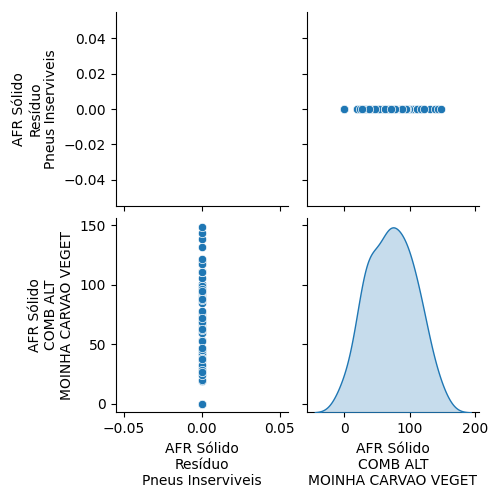 0.04
0.02
0.00
−0.02
−0.04
AFR Sólido
Resíduo
Pneus Inserviveis
150
100
50
0
AFR Sólido
COMB ALT
MOINHA CARVAO VEGET
−0.05 0.00 0.05
AFR Sólido
Resíduo
Pneus Inserviveis
0 100 200
AFR Sólido
COMB ALT
MOINHA CARVAO VEGET